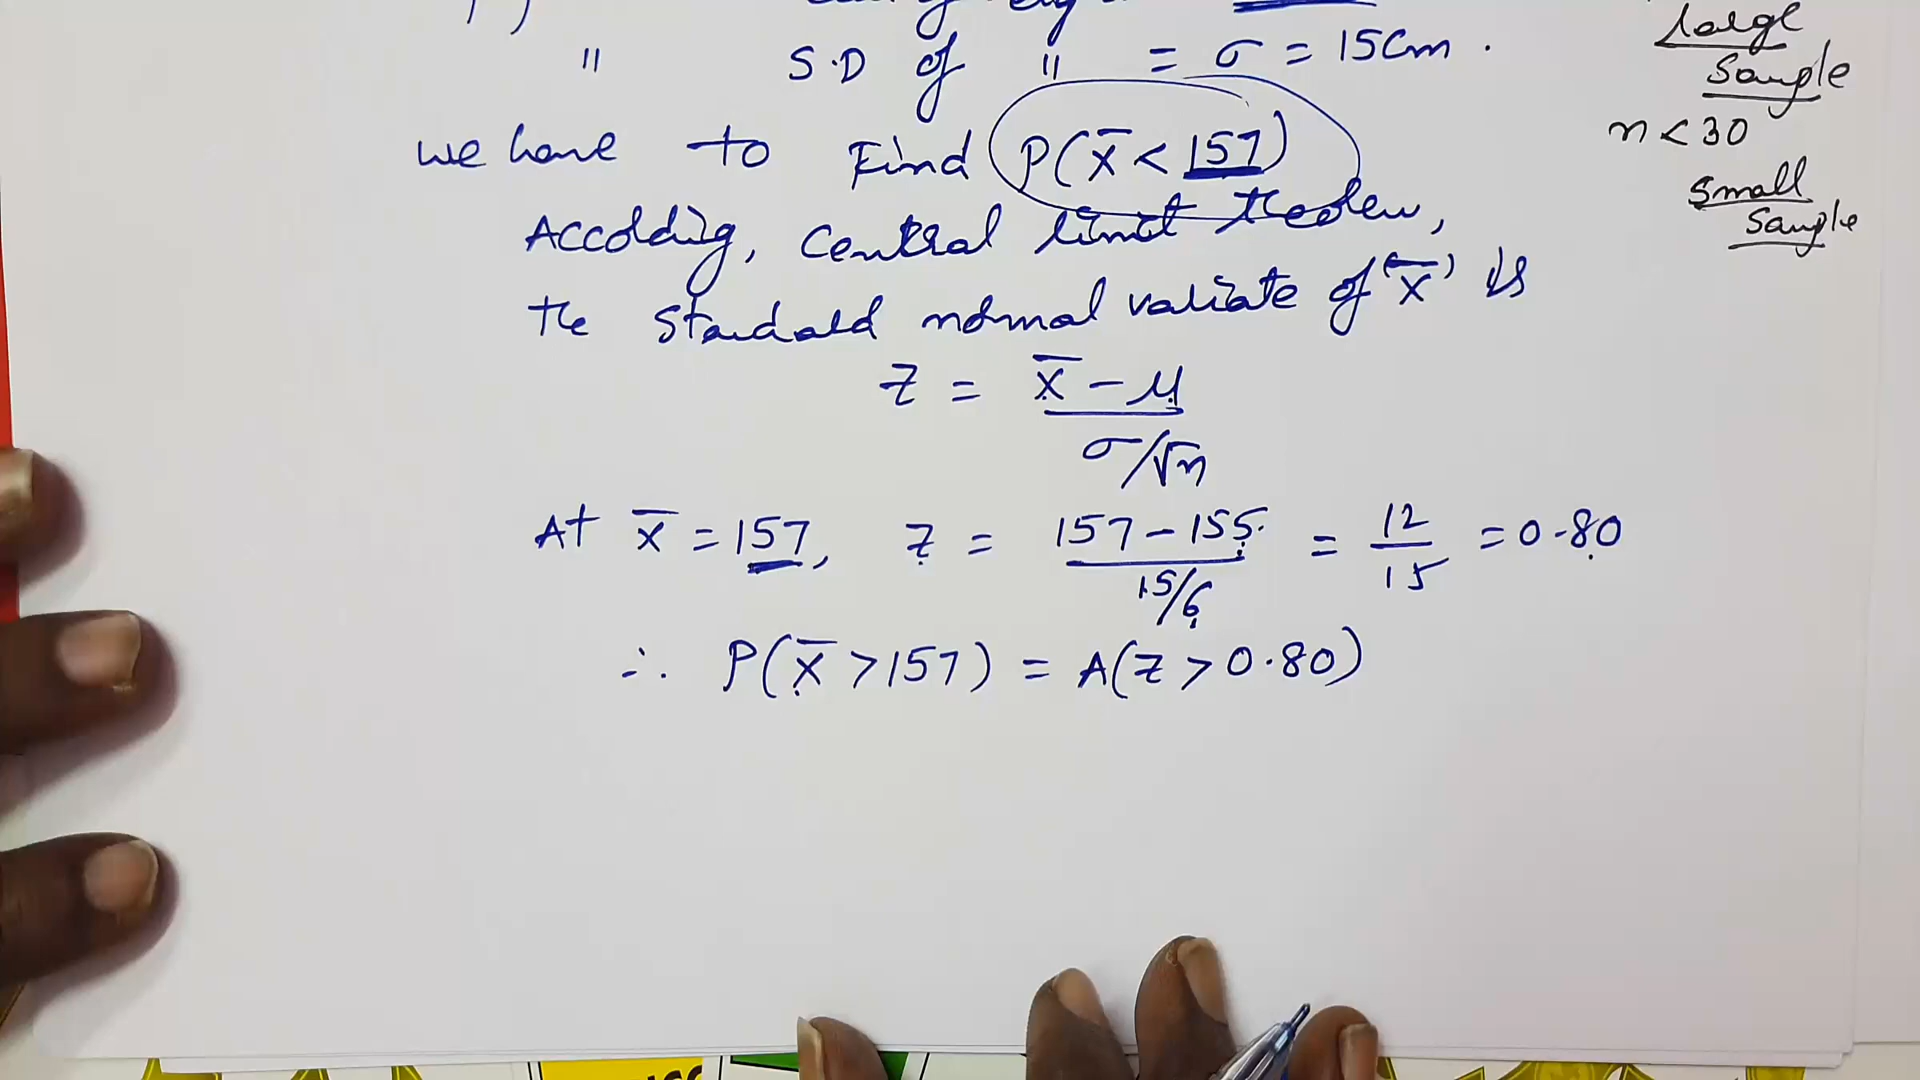 " S.D of " = σ = 15cm.
we have to Find P(x̄ < 157)
According, central limit theorem,
the standard normal variate of 'x̄' is
z = x̄ - μ / σ/√n
At x̄ = 157, z = 157 - 155 / 15/6 = 12/15 = 0.80
∴ P(x̄ > 157) = A(z > 0.80)
Large
Sample
n < 30
Small
Sample